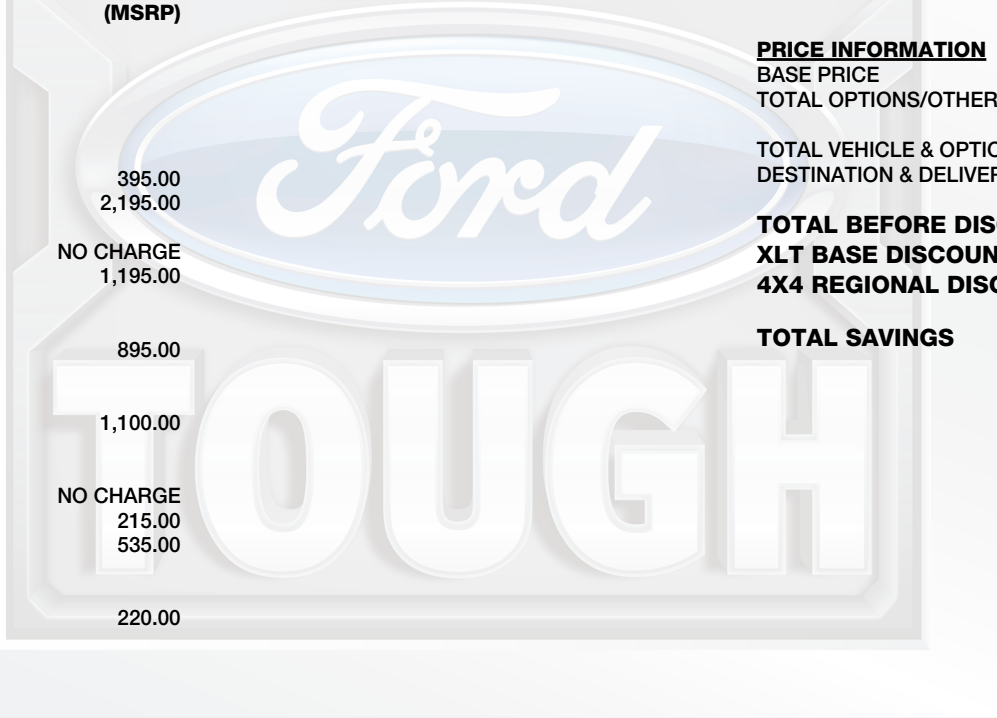 (MSRP)
395.00
2,195.00
NO CHARGE
1,195.00
895.00
1,100.00
NO CHARGE
215.00
535.00
220.00
Ford
TOUGH
PRICE INFORMATION
BASE PRICE
TOTAL OPTIONS/OTHER
TOTAL VEHICLE & OPTIO
DESTINATION & DELIVER
TOTAL BEFORE DISC
XLT BASE DISCOUN
4X4 REGIONAL DISC
TOTAL SAVINGS